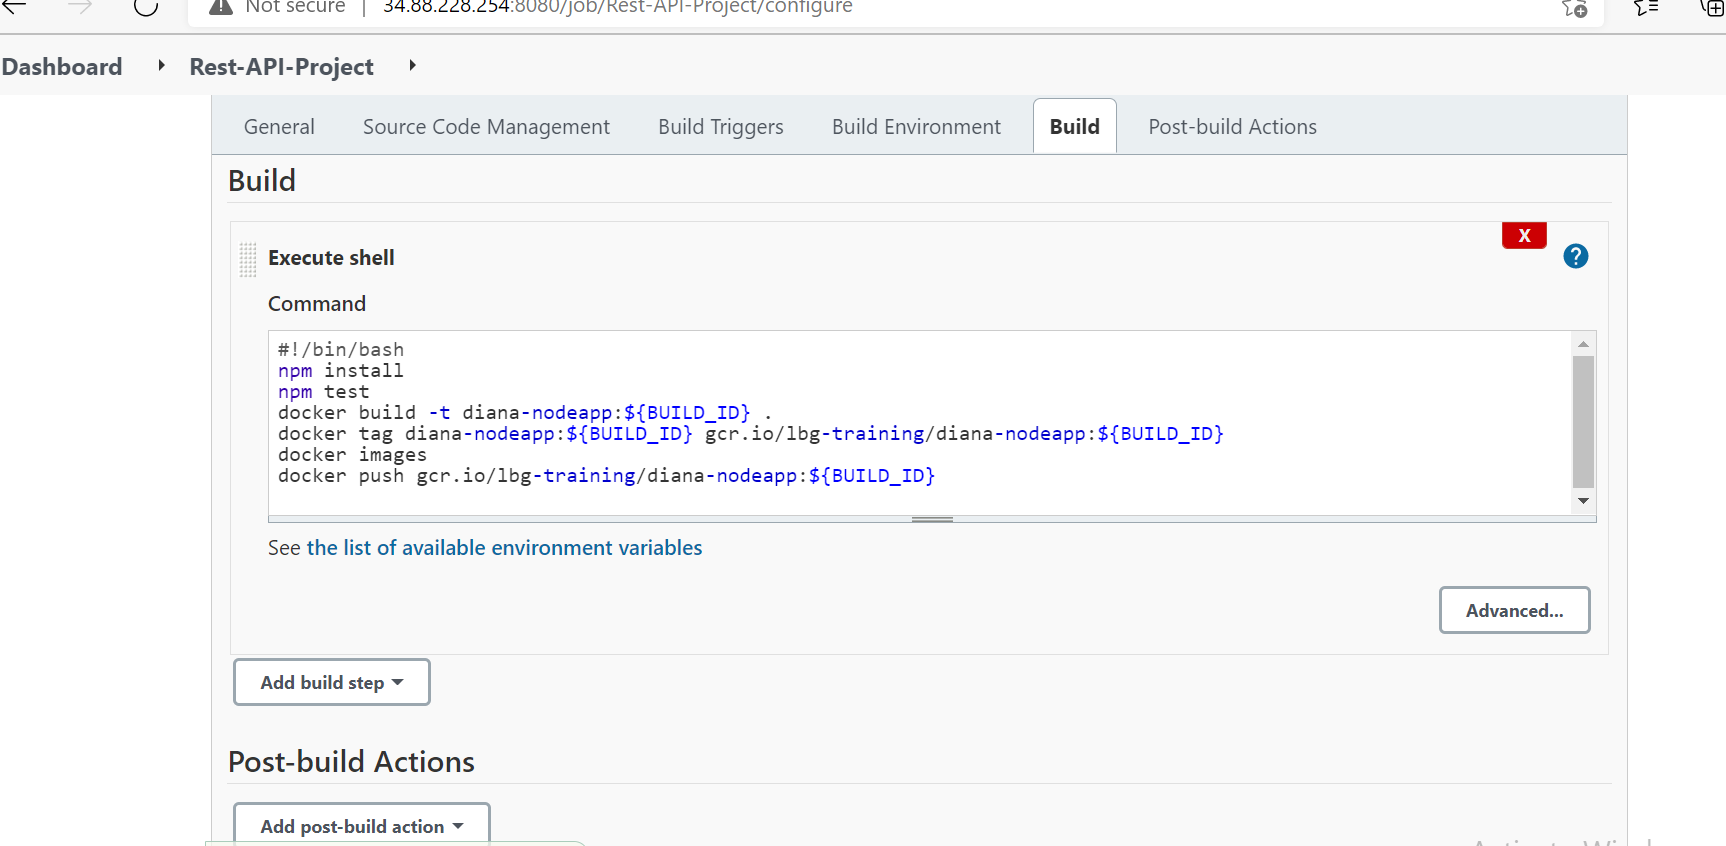 Not secure | 34.88.228.254:8080/job/Rest-API-Project/configure
Dashboard
Rest-API-Project
General
Source Code Management
Build Triggers
Build Environment
Build
Post-build Actions
Build
X
Execute shell
?
Command
#!/bin/bash
npm install
npm test
docker build -t diana-nodeapp:${BUILD_ID} .
docker tag diana-nodeapp:${BUILD_ID} gcr.io/lbg-training/diana-nodeapp:${BUILD_ID}
docker images
docker push gcr.io/lbg-training/diana-nodeapp:${BUILD_ID}
See the list of available environment variables
Advanced...
Add build step
Post-build Actions
Add post-build action